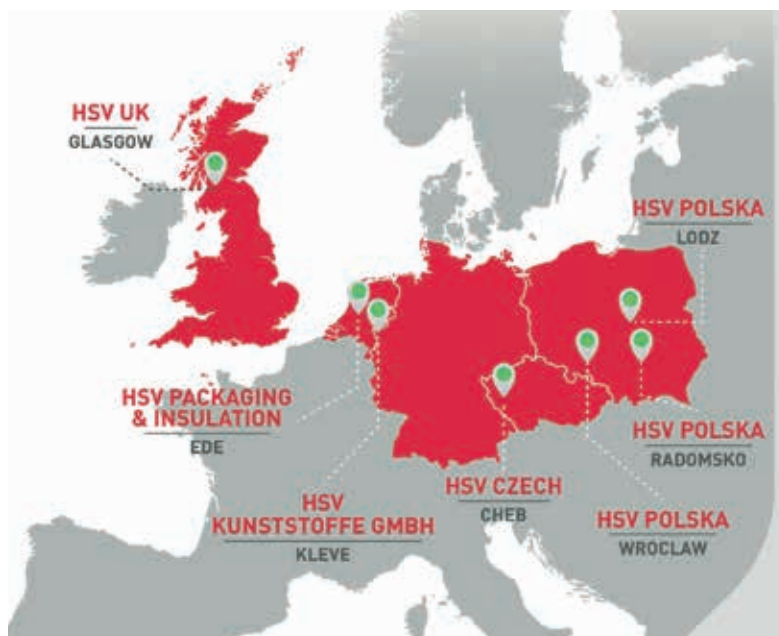 HSV UK
GLASGOW
HSV POLSKA
LODZ
HSV PACKAGING
& INSULATION
EDE
HSV POLSKA
RADOMSKO
HSV
KUNSTSTOFFE GMBH
KLEVE
HSV CZECH
CHEB
HSV POLSKA
WROCLAW